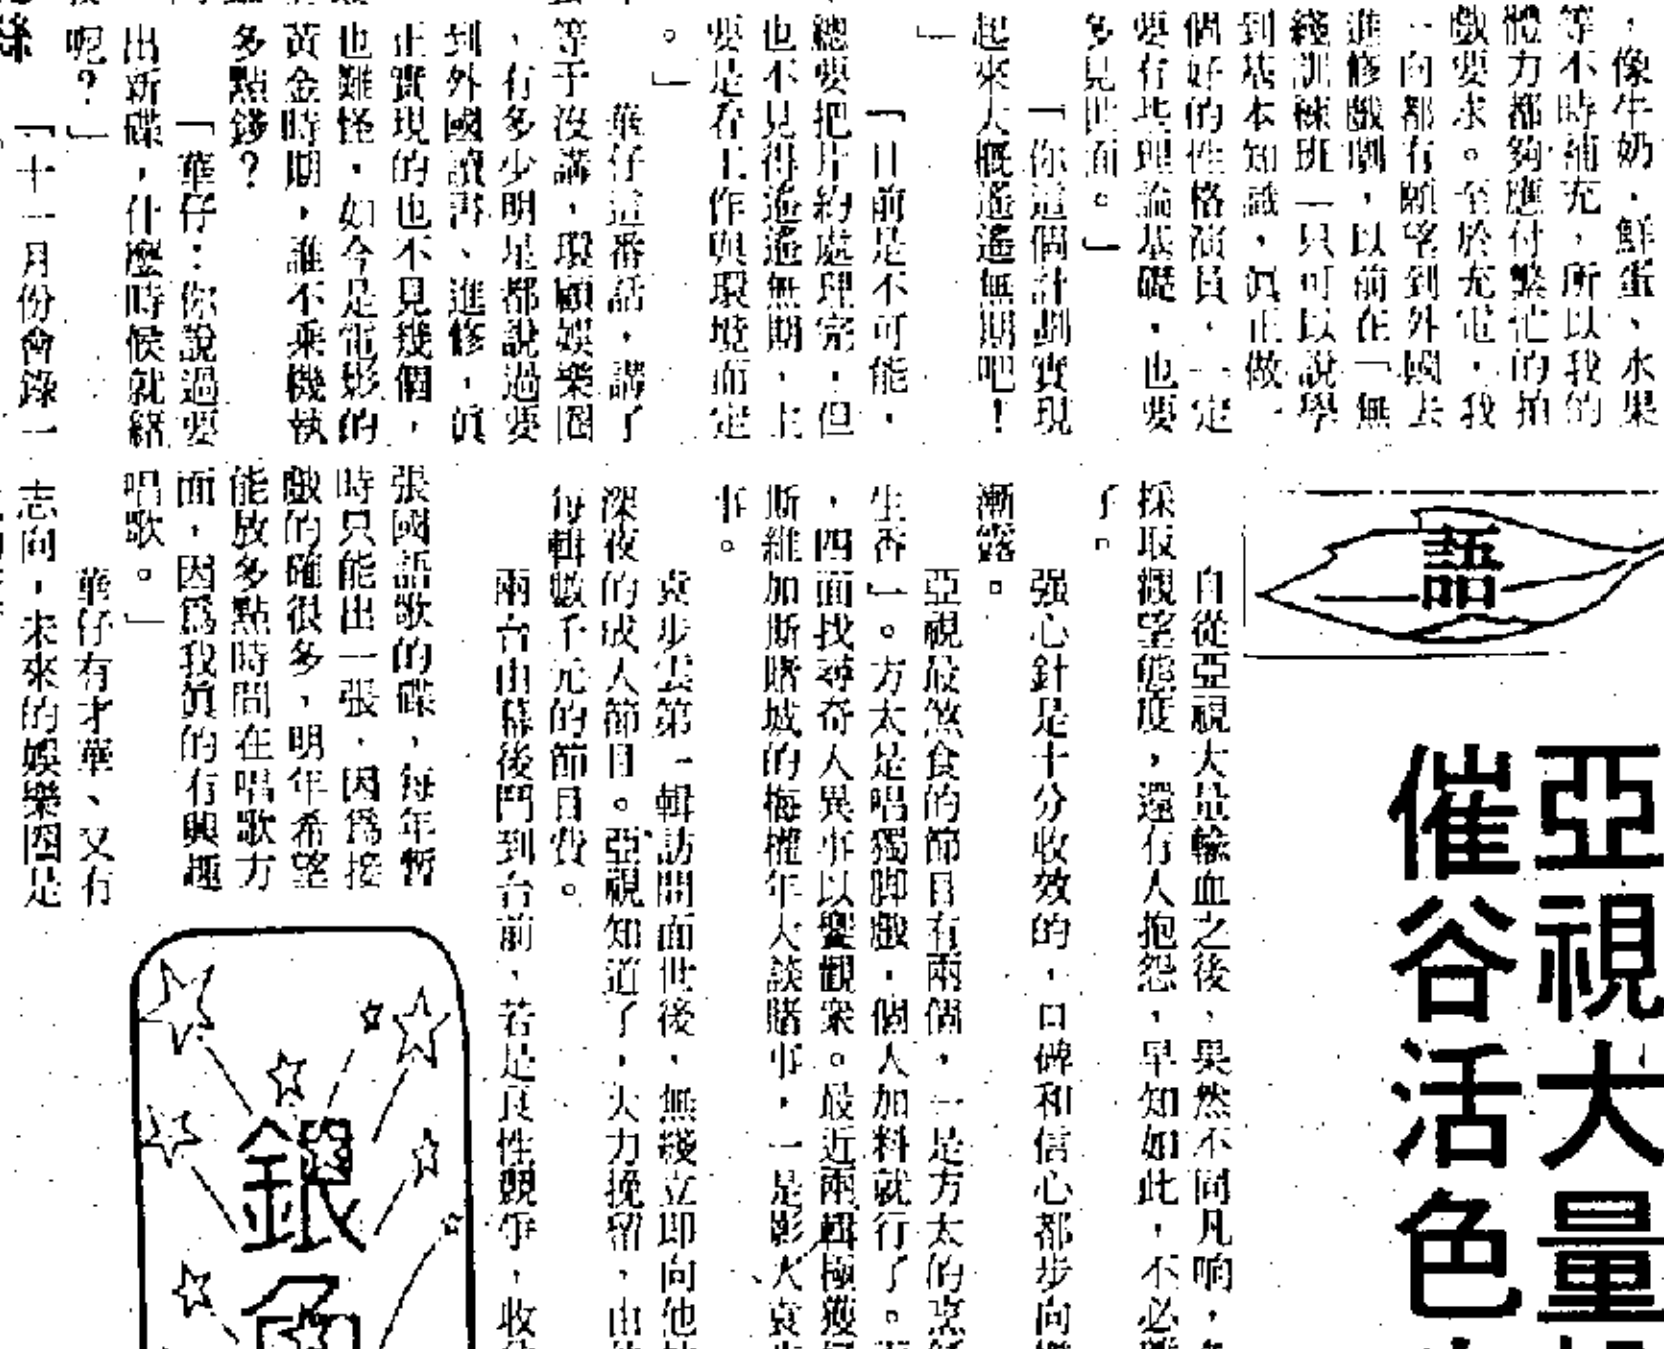 ，像牛奶、鮮蛋、水果
等不時補充，所以我的
體力都夠應付繁忙的拍
戲要求。至於充電，我
一向都有願望到外國去
進修戲劇，以前在「無
綫訓練班」只可以說學
到基本知識，眞正做一
個好的性格演員，一定
要有些理論基礎，也要
多見世面。」
「你這個計劃實現
起來大概遙遙無期吧！
」
「目前是不可能，
總要把片約處理完，但
也不見得遙遙無期，上
要是看工作與環境而定
。」
華仔這番話，講了
等于沒講，環顧娛樂圈
，有多少明星都說過要
到外國讀書、進修，眞
正實現的也不見幾個，
也難怪，如今是電影的
黃金時期，誰不乘機執
多點錢？
「華仔：你說過要
出新碟，什麼時候就緒
呢？」
「十一月份會錄一
張國語歌的碟，每年暫
時只能出一張，因爲接
戲的確很多，明年希望
能放多點時間在唱歌方
面，因爲我眞的有興趣
唱歌。」
華仔有才華、又有
志向，未來的娛樂圈是
語
亞視大量
催谷活色
自從亞視大量輸血之後，果然不同凡响，
採取觀望態度，還有人抱怨，早知如此，不必
了。
强心針是十分收效的，口碑和信心都步向
漸露。
亞視最煞食的節目有兩個，一是方太的烹
生香」。方太是唱獨脚戲，個人加料就行了。
，四面找尋奇人異事以饗觀衆。最近兩輯極獲
斯維加斯賭城的梅權年大談賭事，一是影火袁
事。
袁步雲第一輯訪問面世後，無綫立即向他
深夜的成人節目。亞視知道了，大力挽留，由
每輯數千元的節目費。
兩台由幕後鬥到台前，若是良性競爭，收
銀
色